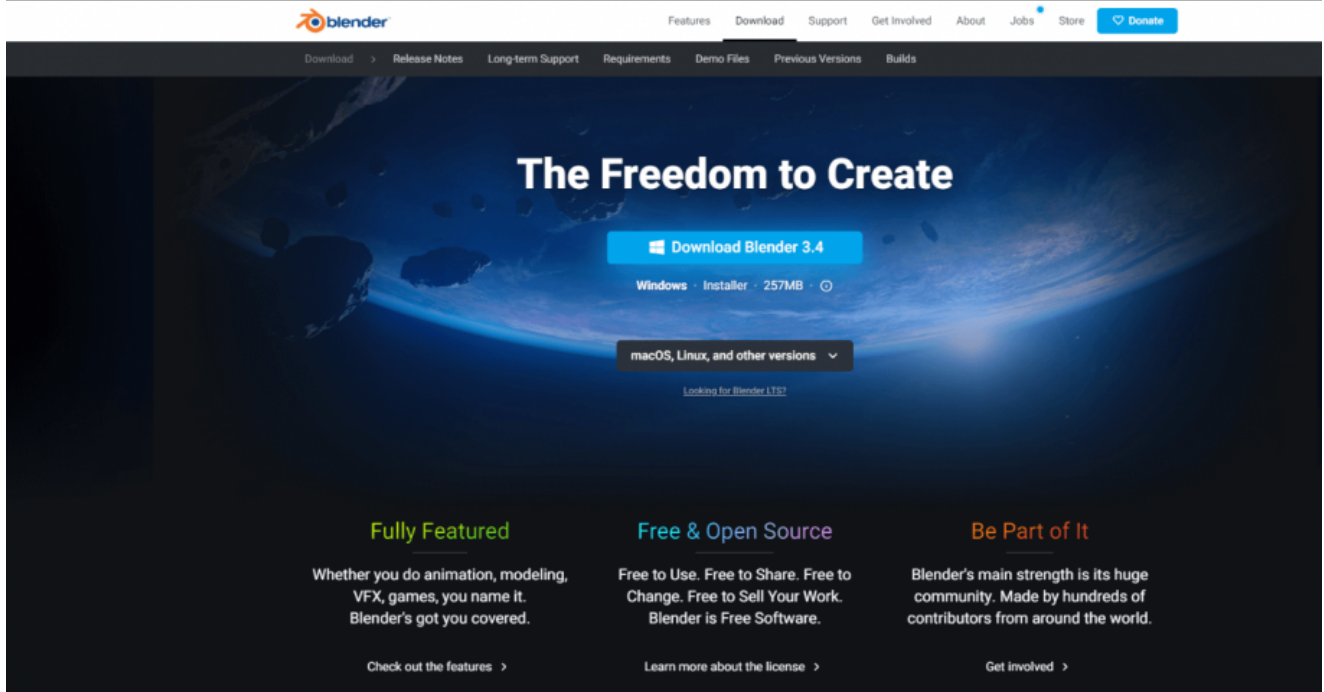 blender
Features Download Support Get Involved About Jobs Store Donate
Download > Release Notes Long-term Support Requirements Demo Files Previous Versions Builds
The Freedom to Create
Download Blender 3.4
Windows · Installer · 257MB ·
macOS, Linux, and other versions
Looking for Blender LTS?
Fully Featured
Whether you do animation, modeling,
VFX, games, you name it.
Blender's got you covered.
Check out the features >
Free & Open Source
Free to Use. Free to Share. Free to
Change. Free to Sell Your Work.
Blender is Free Software.
Learn more about the license >
Be Part of It
Blender's main strength is its huge
community. Made by hundreds of
contributors from around the world.
Get involved >